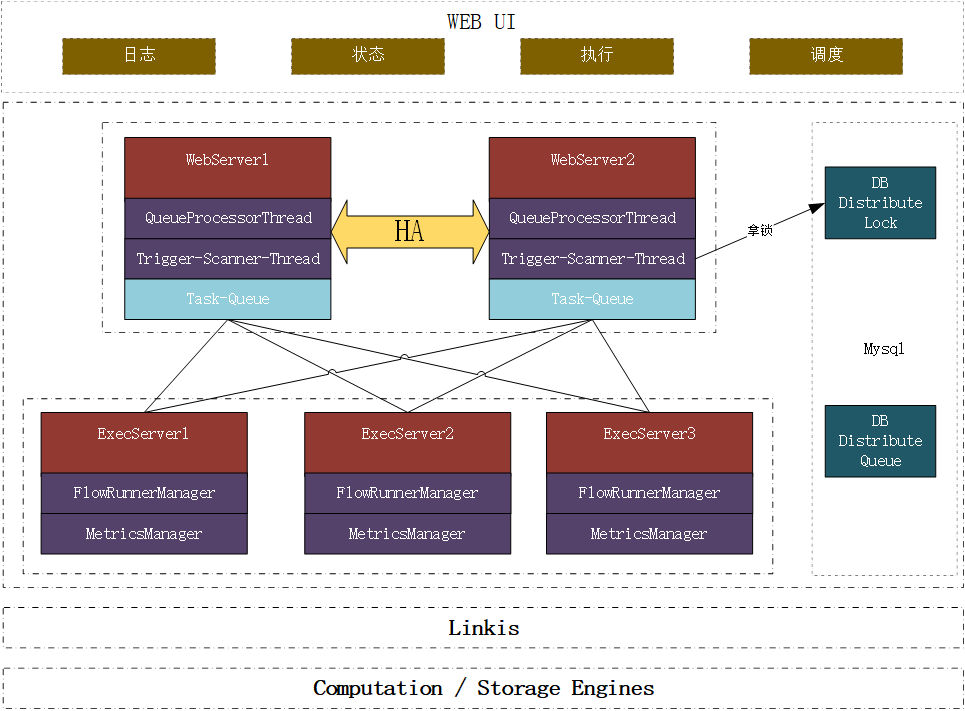 WEB UI
日志
状态
执行
调度
WebServer1
QueueProcessorThread
Trigger-Scanner-Thread
Task-Queue
HA
WebServer2
QueueProcessorThread
Trigger-Scanner-Thread
Task-Queue
拿锁
DB
Distribute
Lock
Mysql
DB
Distribute
Queue
ExecServer1
FlowRunnerManager
MetricsManager
ExecServer2
FlowRunnerManager
MetricsManager
ExecServer3
FlowRunnerManager
MetricsManager
Linkis
Computation / Storage Engines